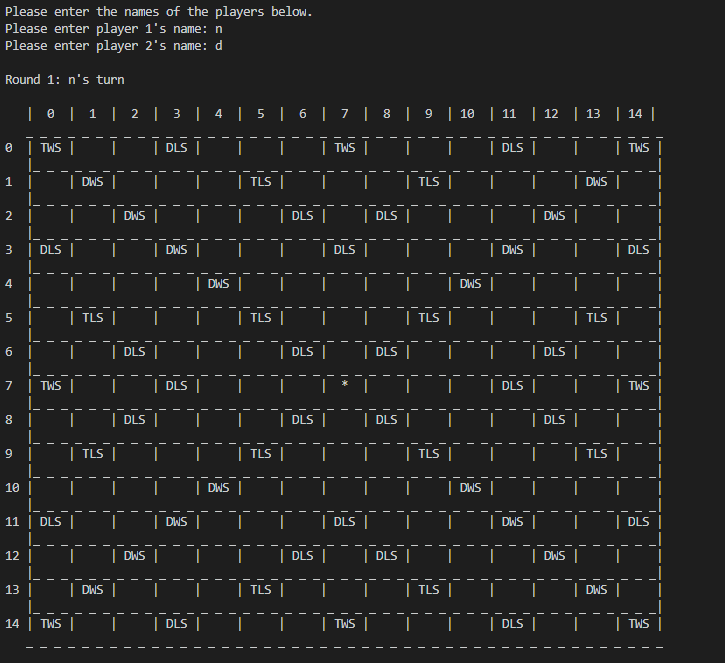 Please enter the names of the players below.
Please enter player 1's name: n
Please enter player 2's name: d
Round 1: n's turn
   |  0  |  1  |  2  |  3  |  4  |  5  |  6  |  7  |  8  |  9  | 10  | 11  | 12  | 13  | 14 |
   _ _ _ _ _ _ _ _ _ _ _ _ _ _ _ _ _ _ _ _ _ _ _ _ _ _ _ _ _ _ _ _ _ _ _ _ _ _ _ _ _ _ _ _ _ _
0  | TWS |     |     | DLS |     |     |     | TWS |     |     |     | DLS |     |     | TWS |
   |_ _ _ _ _ _ _ _ _ _ _ _ _ _ _ _ _ _ _ _ _ _ _ _ _ _ _ _ _ _ _ _ _ _ _ _ _ _ _ _ _ _ _ _ _|
1  |     | DWS |     |     |     | TLS |     |     |     | TLS |     |     |     | DWS |     |
   |_ _ _ _ _ _ _ _ _ _ _ _ _ _ _ _ _ _ _ _ _ _ _ _ _ _ _ _ _ _ _ _ _ _ _ _ _ _ _ _ _ _ _ _ _|
2  |     |     | DWS |     |     |     | DLS |     | DLS |     |     |     | DWS |     |     |
   |_ _ _ _ _ _ _ _ _ _ _ _ _ _ _ _ _ _ _ _ _ _ _ _ _ _ _ _ _ _ _ _ _ _ _ _ _ _ _ _ _ _ _ _ _|
3  | DLS |     |     | DWS |     |     |     | DLS |     |     |     | DWS |     |     | DLS |
   |_ _ _ _ _ _ _ _ _ _ _ _ _ _ _ _ _ _ _ _ _ _ _ _ _ _ _ _ _ _ _ _ _ _ _ _ _ _ _ _ _ _ _ _ _|
4  |     |     |     |     | DWS |     |     |     |     |     | DWS |     |     |     |     |
   |_ _ _ _ _ _ _ _ _ _ _ _ _ _ _ _ _ _ _ _ _ _ _ _ _ _ _ _ _ _ _ _ _ _ _ _ _ _ _ _ _ _ _ _ _|
5  |     | TLS |     |     |     | TLS |     |     |     | TLS |     |     |     | TLS |     |
   |_ _ _ _ _ _ _ _ _ _ _ _ _ _ _ _ _ _ _ _ _ _ _ _ _ _ _ _ _ _ _ _ _ _ _ _ _ _ _ _ _ _ _ _ _|
6  |     |     | DLS |     |     |     | DLS |     | DLS |     |     |     | DLS |     |     |
   |_ _ _ _ _ _ _ _ _ _ _ _ _ _ _ _ _ _ _ _ _ _ _ _ _ _ _ _ _ _ _ _ _ _ _ _ _ _ _ _ _ _ _ _ _|
7  | TWS |     |     | DLS |     |     |     |  *  |     |     |     | DLS |     |     | TWS |
   |_ _ _ _ _ _ _ _ _ _ _ _ _ _ _ _ _ _ _ _ _ _ _ _ _ _ _ _ _ _ _ _ _ _ _ _ _ _ _ _ _ _ _ _ _|
8  |     |     | DLS |     |     |     | DLS |     | DLS |     |     |     | DLS |     |     |
   |_ _ _ _ _ _ _ _ _ _ _ _ _ _ _ _ _ _ _ _ _ _ _ _ _ _ _ _ _ _ _ _ _ _ _ _ _ _ _ _ _ _ _ _ _|
9  |     | TLS |     |     |     | TLS |     |     |     | TLS |     |     |     | TLS |     |
   |_ _ _ _ _ _ _ _ _ _ _ _ _ _ _ _ _ _ _ _ _ _ _ _ _ _ _ _ _ _ _ _ _ _ _ _ _ _ _ _ _ _ _ _ _|
10 |     |     |     |     | DWS |     |     |     |     |     | DWS |     |     |     |     |
   |_ _ _ _ _ _ _ _ _ _ _ _ _ _ _ _ _ _ _ _ _ _ _ _ _ _ _ _ _ _ _ _ _ _ _ _ _ _ _ _ _ _ _ _ _|
11 | DLS |     |     | DWS |     |     |     | DLS |     |     |     | DWS |     |     | DLS |
   |_ _ _ _ _ _ _ _ _ _ _ _ _ _ _ _ _ _ _ _ _ _ _ _ _ _ _ _ _ _ _ _ _ _ _ _ _ _ _ _ _ _ _ _ _|
12 |     |     | DWS |     |     |     | DLS |     | DLS |     |     |     | DWS |     |     |
   |_ _ _ _ _ _ _ _ _ _ _ _ _ _ _ _ _ _ _ _ _ _ _ _ _ _ _ _ _ _ _ _ _ _ _ _ _ _ _ _ _ _ _ _ _|
13 |     | DWS |     |     |     | TLS |     |     |     | TLS |     |     |     | DWS |     |
   |_ _ _ _ _ _ _ _ _ _ _ _ _ _ _ _ _ _ _ _ _ _ _ _ _ _ _ _ _ _ _ _ _ _ _ _ _ _ _ _ _ _ _ _ _|
14 | TWS |     |     | DLS |     |     |     | TWS |     |     |     | DLS |     |     | TWS |
   _ _ _ _ _ _ _ _ _ _ _ _ _ _ _ _ _ _ _ _ _ _ _ _ _ _ _ _ _ _ _ _ _ _ _ _ _ _ _ _ _ _ _ _ _ _